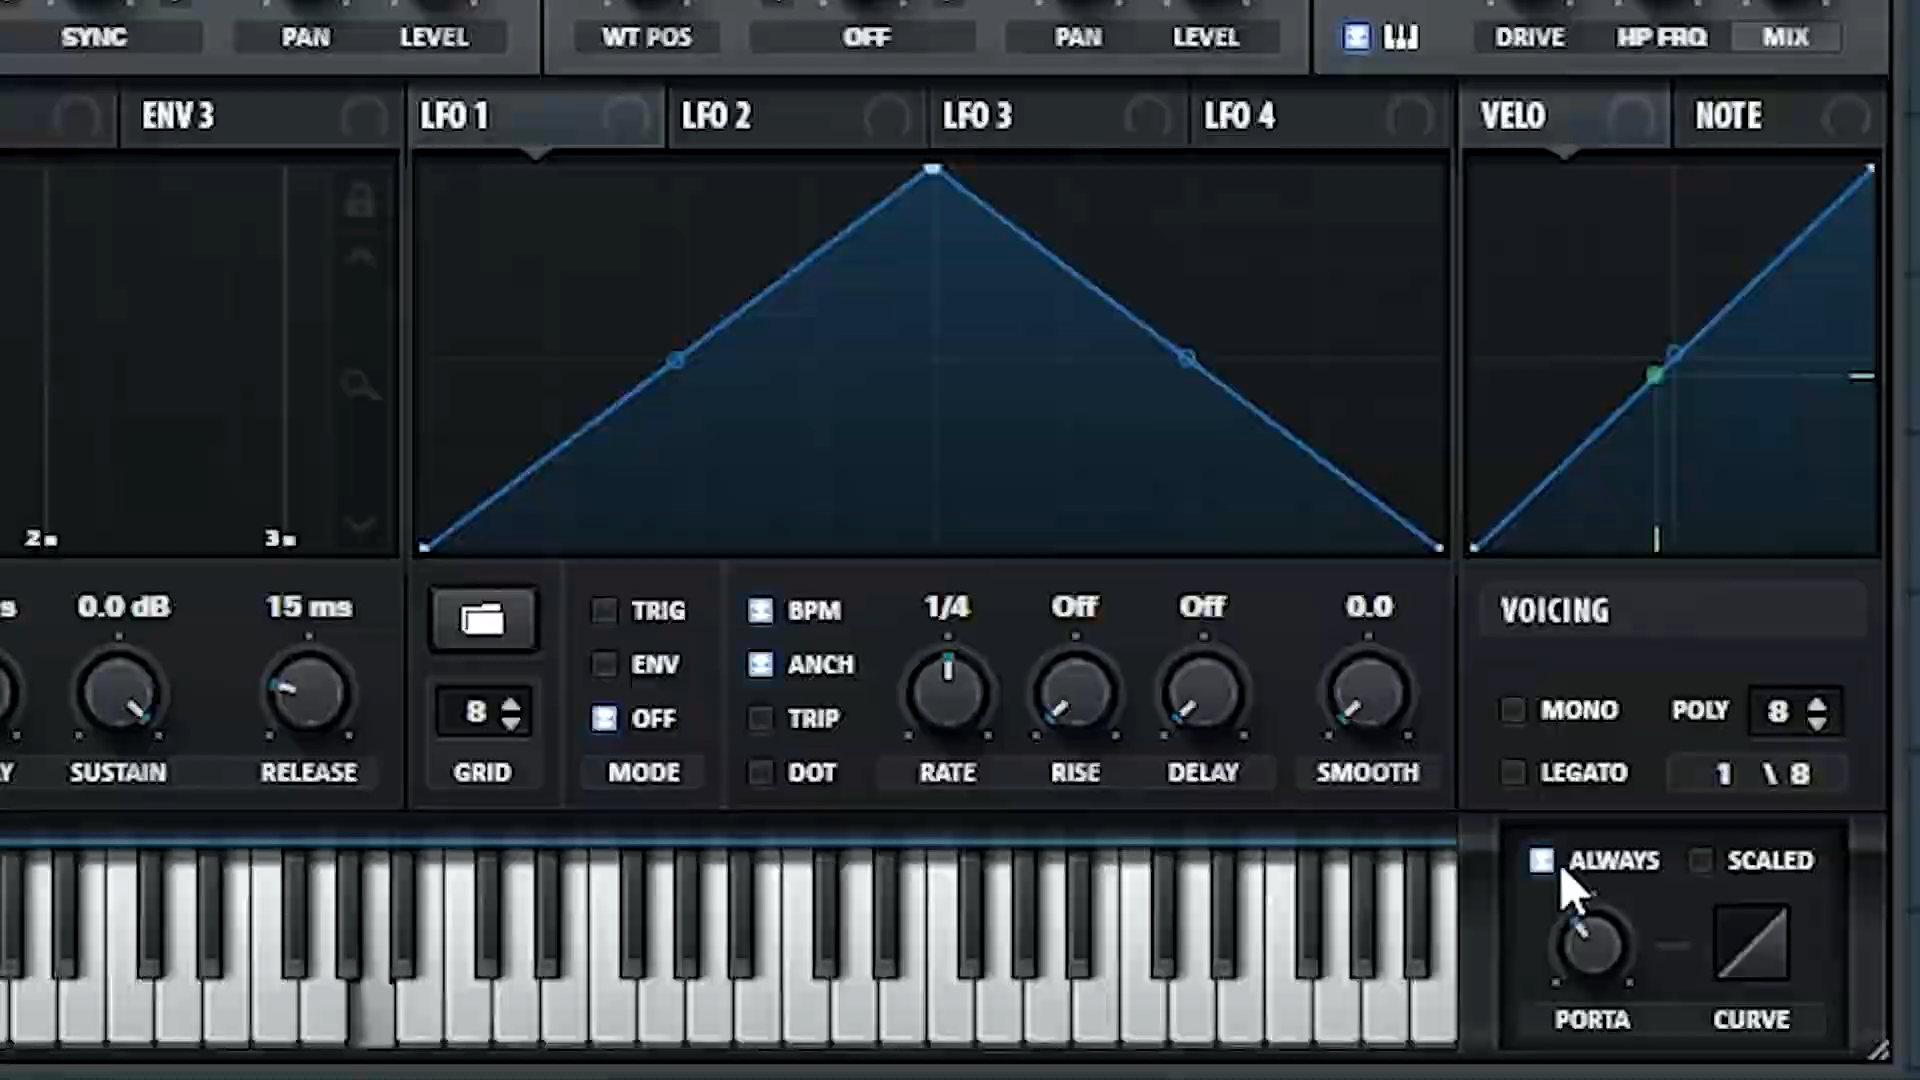 SYNC PAN LEVEL WT POS OFF PAN LEVEL DRIVE HP FRQ MIX
ENV 3 LFO 1 LFO 2 LFO 3 LFO 4 VELO NOTE
2 3
s 0.0 dB 15 ms TRIG BPM 1/4 Off Off 0.0 VOICING
ENV ANCH
8 OFF TRIP MONO POLY 8
Y SUSTAIN RELEASE GRID MODE DOT RATE RISE DELAY SMOOTH LEGATO 1 \ 8
ALWAYS SCALED
PORTA CURVE